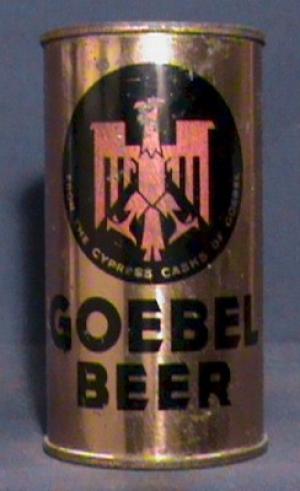 FROM THE CYPRESS CASKS OF GOEBEL
GOEBEL
BEER